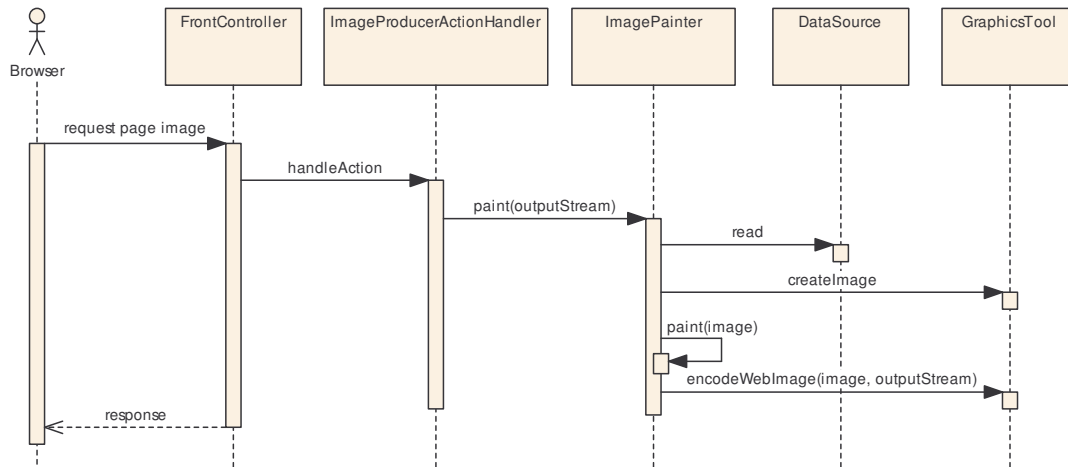 FrontController
ImageProducerActionHandler
ImagePainter
DataSource
GraphicsTool
Browser
request page image
handleAction
paint(outputStream)
read
createImage
paint(image)
encodeWebImage(image, outputStream)
response